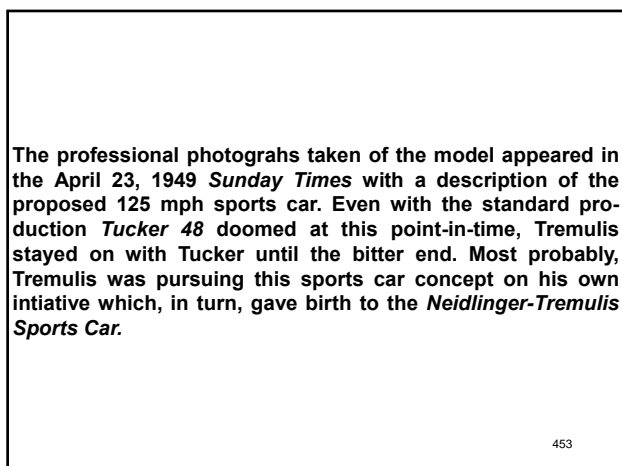 The professional photograhs taken of the model appeared in
the April 23, 1949 Sunday Times with a description of the
proposed 125 mph sports car. Even with the standard pro-
duction Tucker 48 doomed at this point-in-time, Tremulis
stayed on with Tucker until the bitter end. Most probably,
Tremulis was pursuing this sports car concept on his own
intiative which, in turn, gave birth to the Neidlinger-Tremulis
Sports Car.
453